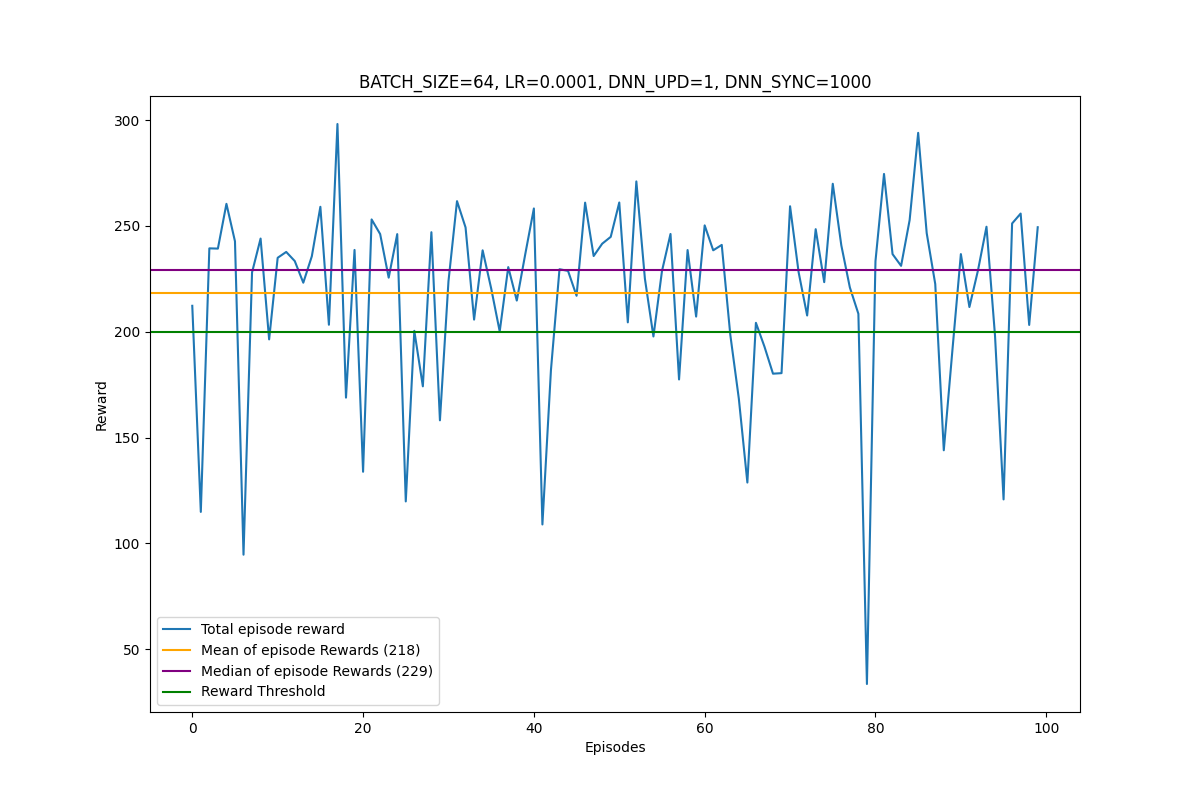 BATCH_SIZE=64, LR=0.0001, DNN_UPD=1, DNN_SYNC=1000
300
250
200
150
100
50
Reward
Total episode reward
Mean of episode Rewards (218)
Median of episode Rewards (229)
Reward Threshold
0
20
40
60
80
100
Episodes